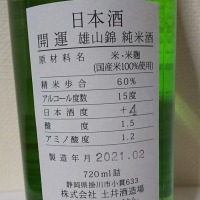 日本酒
開運 雄山錦 純米酒
原材料名 米・米麹
(国産米100%使用)
精米歩合 60%
アルコール度数 15度
日本酒度 +4
酸度 1.5
アミノ酸度 1.2
製造年月 2021.02
720ml詰
静岡県掛川市小貫633
株式会社 土井酒造場